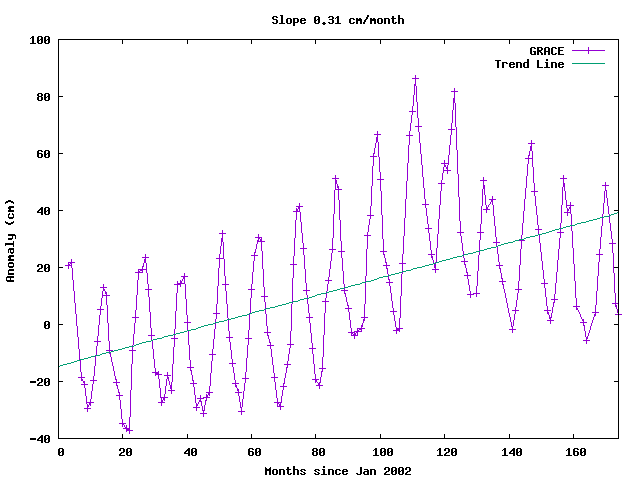 Slope 0.31 cm/month
GRACE
Trend Line
100
80
60
40
20
0
-20
-40
0 20 40 60 80 100 120 140 160
Anomaly (cm)
Months since Jan 2002